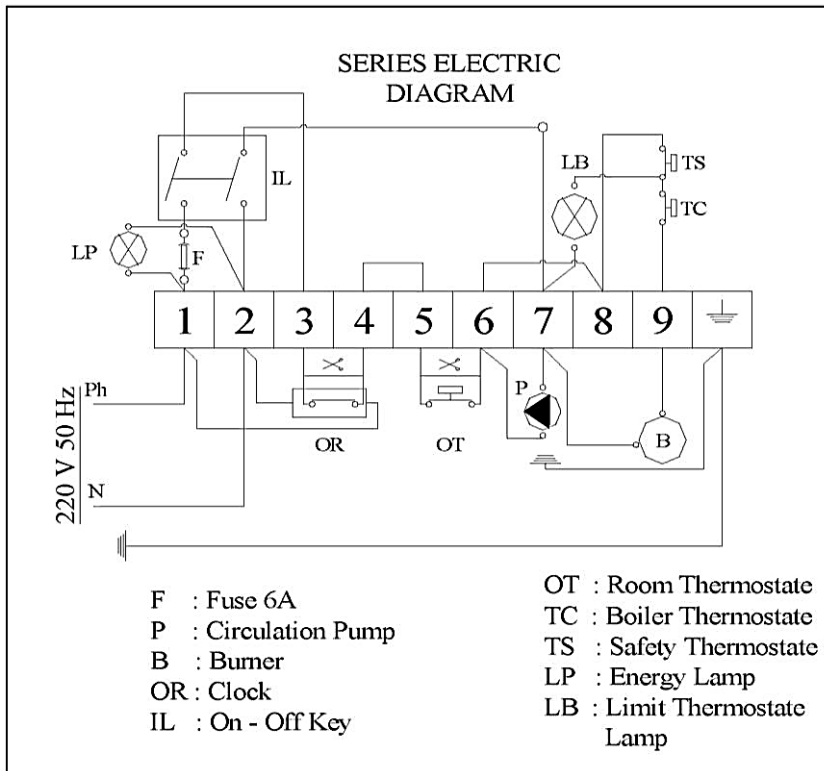 SERIES ELECTRIC
DIAGRAM
IL
LB
TS
TC
LP
F
1 2 3 4 5 6 7 8 9
Ph
P
B
OR
OT
220 V 50 Hz
N
F : Fuse 6A
P : Circulation Pump
B : Burner
OR : Clock
IL : On - Off Key
OT : Room Thermostate
TC : Boiler Thermostate
TS : Safety Thermostate
LP : Energy Lamp
LB : Limit Thermostate
Lamp